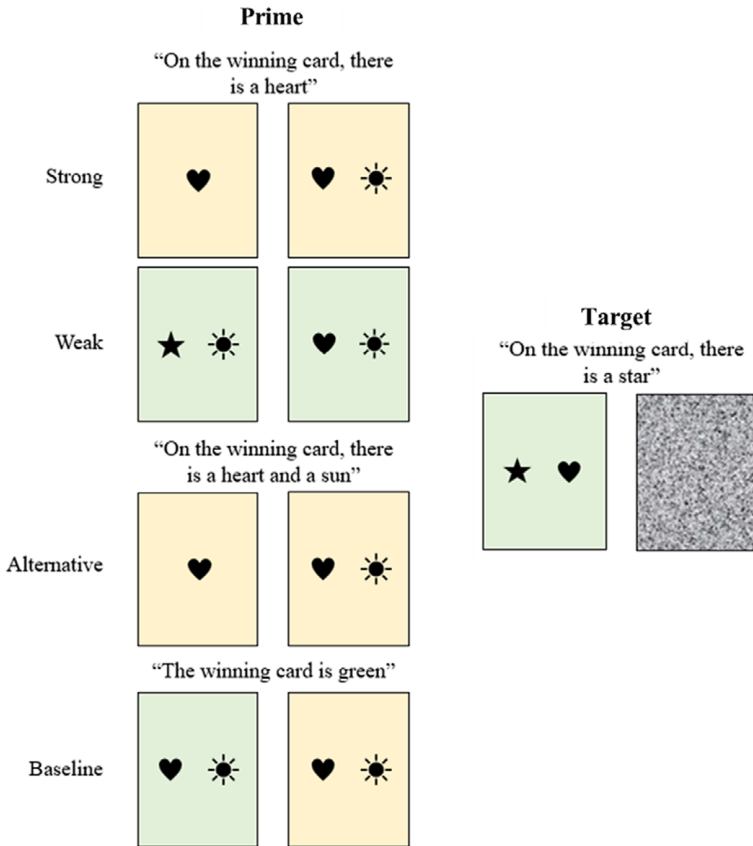 Prime
“On the winning card, there
is a heart”
Strong
Weak
Target
“On the winning card, there
is a star”
“On the winning card, there
is a heart and a sun”
Alternative
“The winning card is green”
Baseline